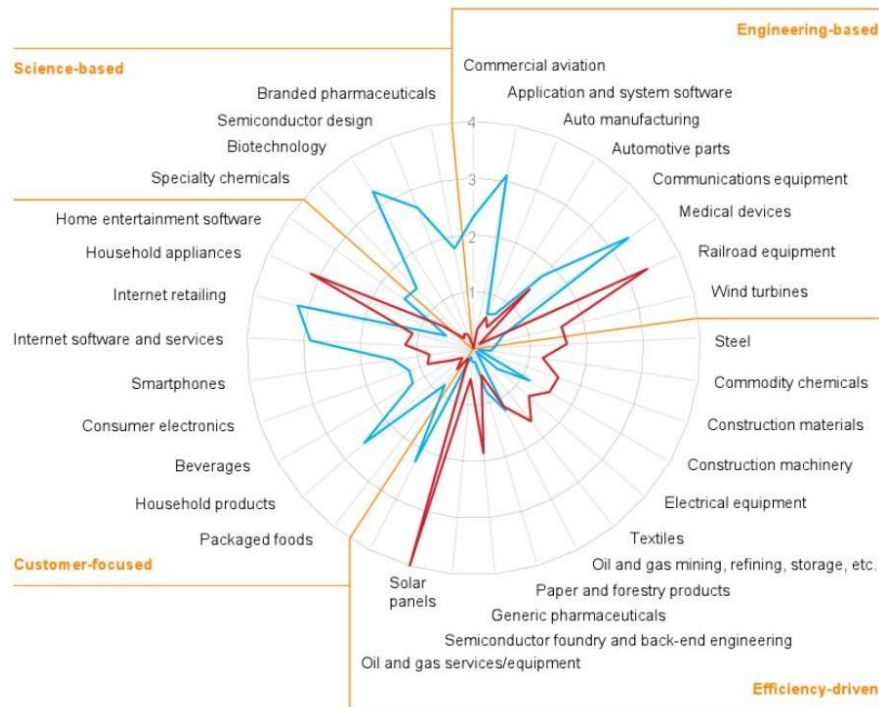 Engineering-based
Science-based
Commercial aviation
Branded pharmaceuticals
Application and system software
Semiconductor design
Auto manufacturing
Biotechnology
Automotive parts
Specialty chemicals
Communications equipment
Home entertainment software
Medical devices
Household appliances
Railroad equipment
Internet retailing
Wind turbines
Internet software and services
Steel
Smartphones
Commodity chemicals
Consumer electronics
Construction materials
Beverages
Construction machinery
Household products
Electrical equipment
Packaged foods
Textiles
Customer-focused
Oil and gas mining, refining, storage, etc.
Solar
panels
Paper and forestry products
Generic pharmaceuticals
Semiconductor foundry and back-end engineering
Oil and gas services/equipment
Efficiency-driven
4
3
2
1